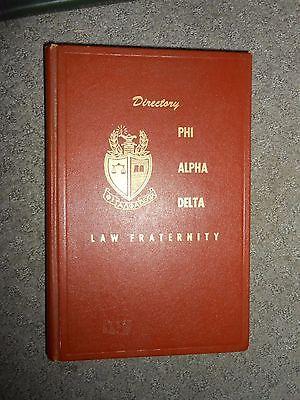 Directory
PHI
ALPHA
DELTA
LAW FRATERNITY